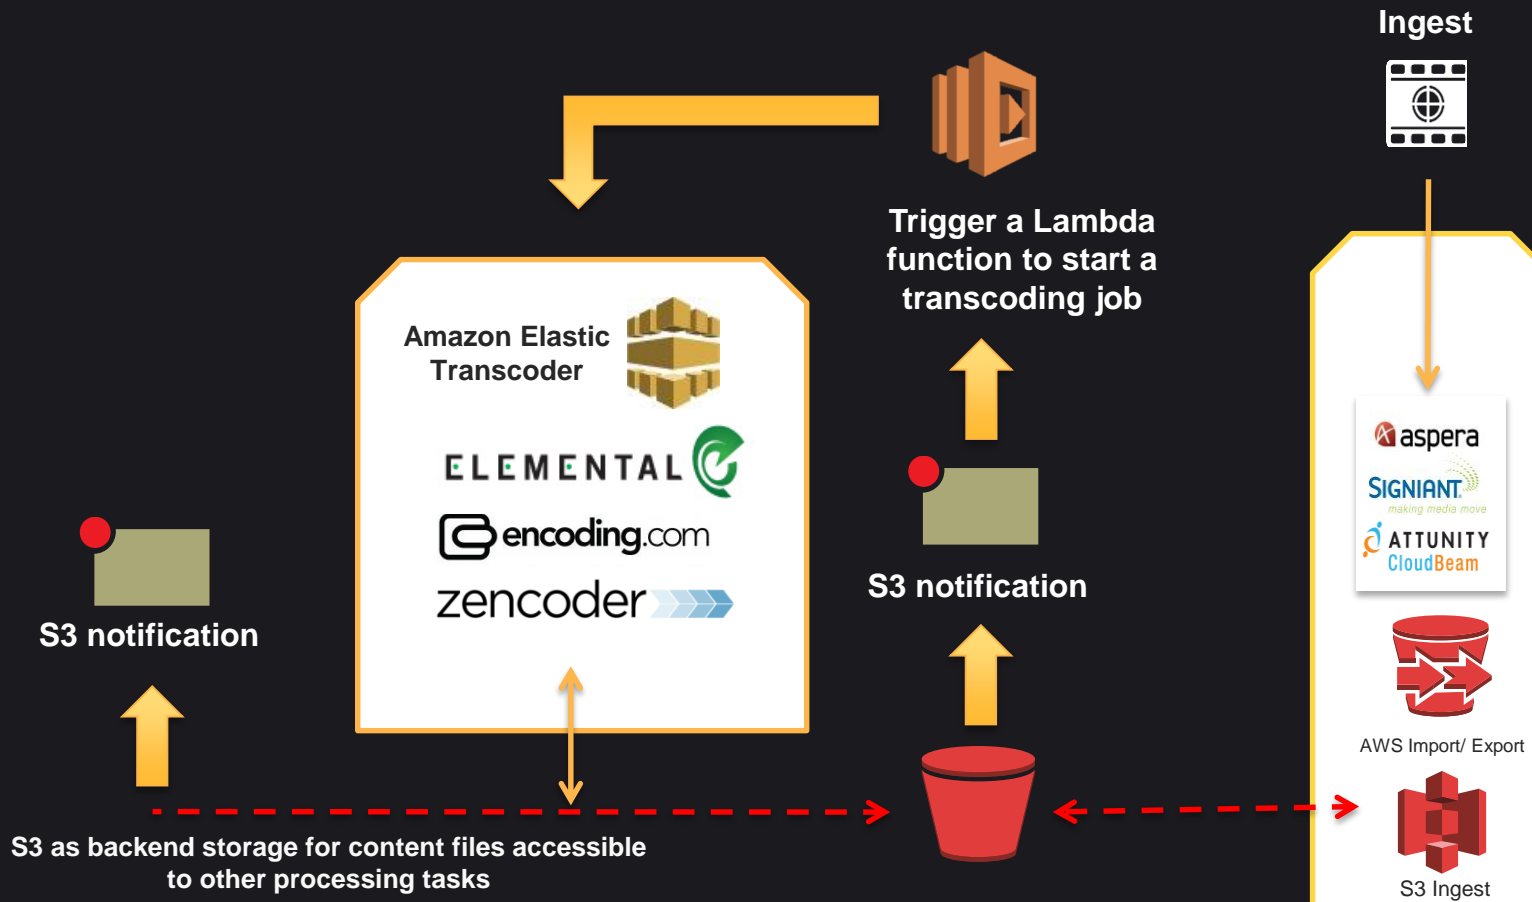 Ingest
Trigger a Lambda
function to start a
transcoding job
Amazon Elastic
Transcoder
ELEMENTAL
encoding.com
zencoder
aspera
SIGNIANT
making media move
ATTUNITY
CloudBeam
S3 notification
S3 notification
AWS Import/ Export
S3 as backend storage for content files accessible
to other processing tasks
S3 Ingest